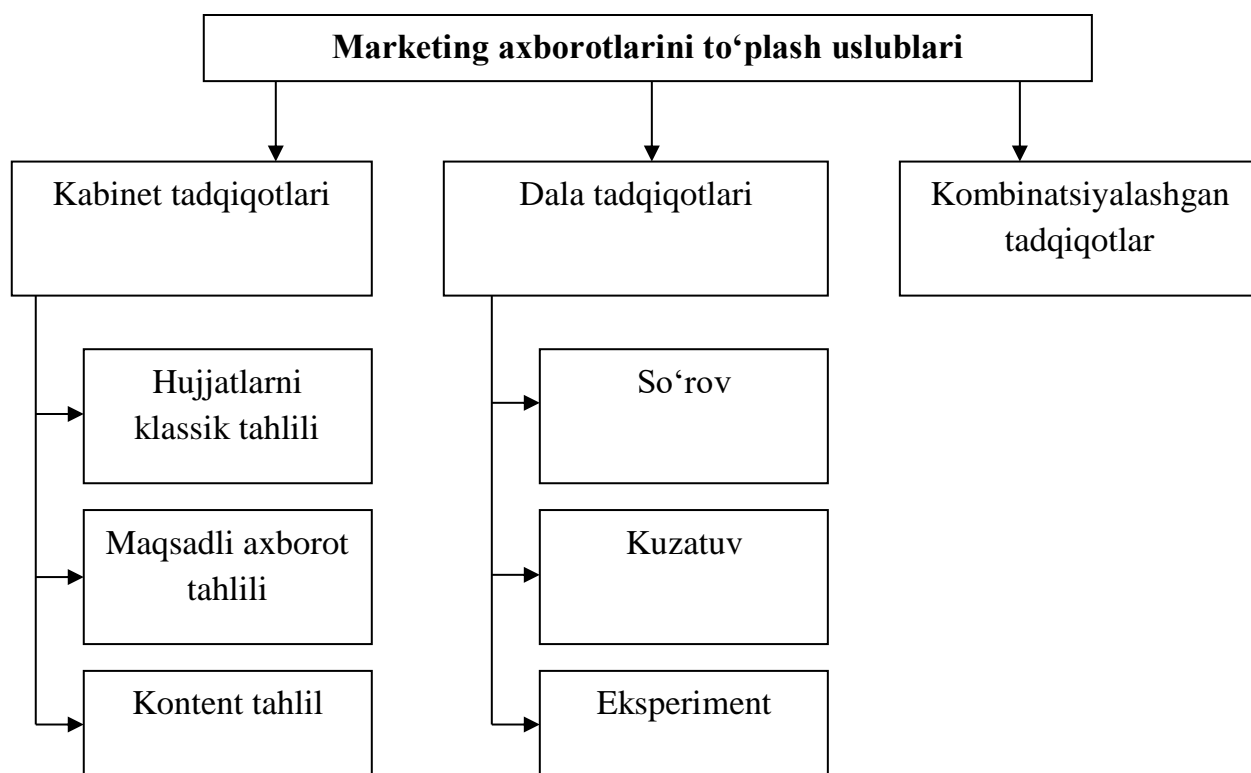 Marketing axborotlarini to‘plash uslublari
Kabinet tadqiqotlari
Dala tadqiqotlari
Kombinatsiyalashgan
tadqiqotlar
Hujjatlarni
klassik tahlili
So‘rov
Maqsadli axborot
tahlili
Kuzatuv
Kontent tahlil
Eksperiment